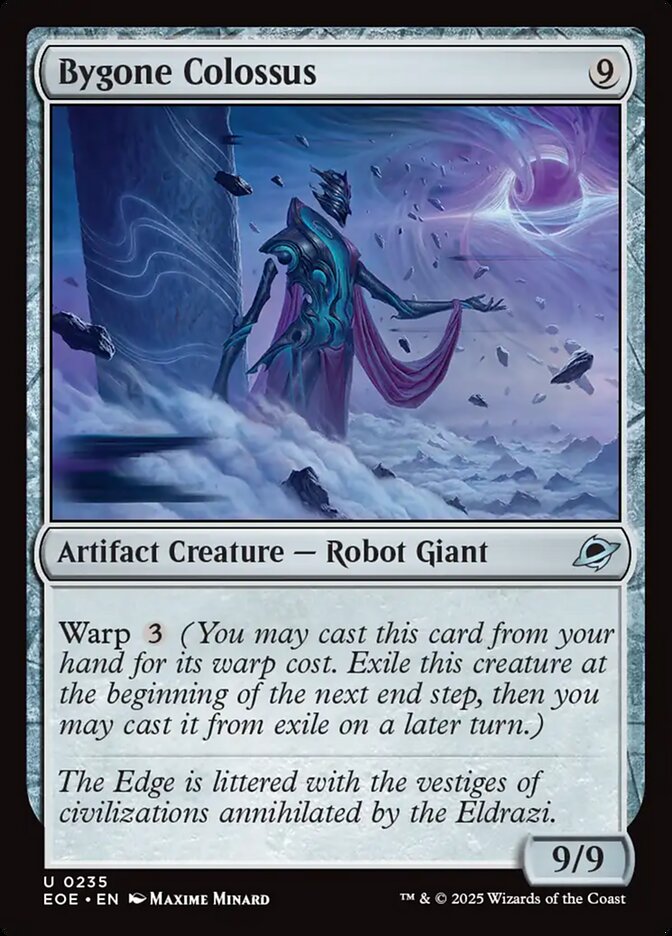 Bygone Colossus 9
Artifact Creature — Robot Giant
Warp 3 (You may cast this card from your
hand for its warp cost. Exile this creature at
the beginning of the next end step, then you
may cast it from exile on a later turn.)
The Edge is littered with the vestiges of
civilizations annihilated by the Eldrazi.
9/9
U 0235
EOE • EN Maxime Minard
™ & © 2025 Wizards of the Coast